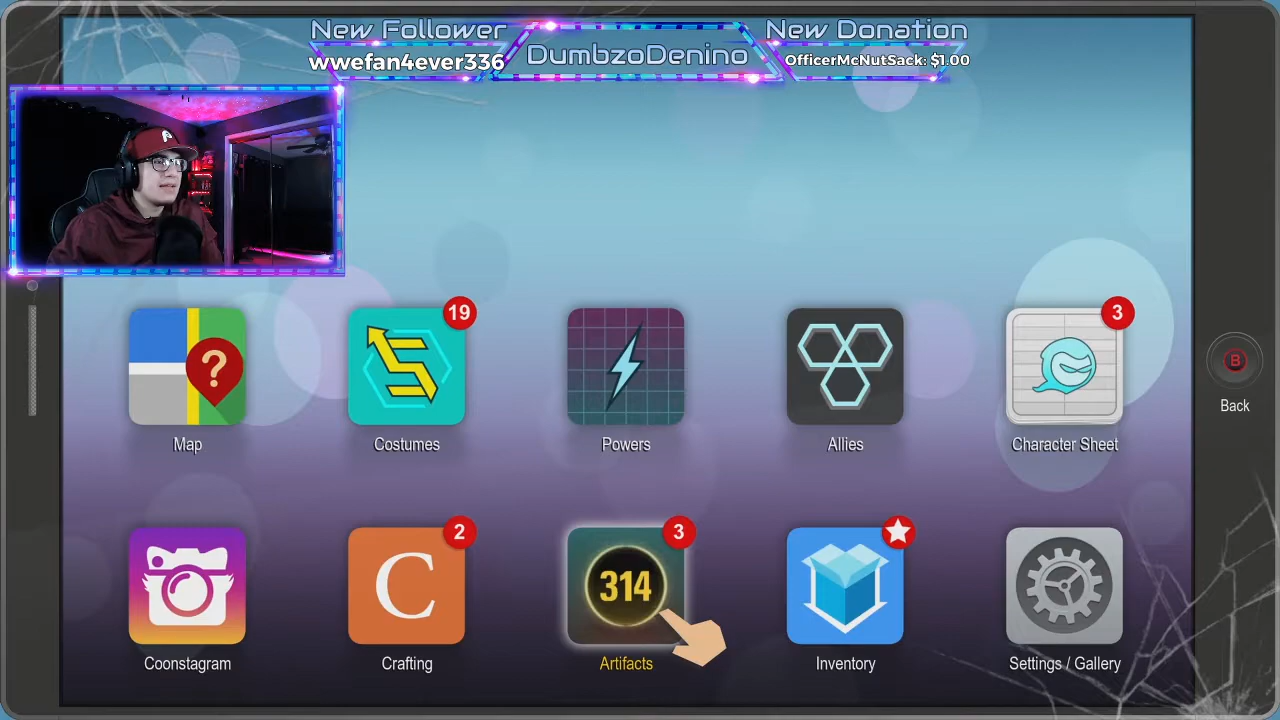 New Follower
wwefan4ever336
DumbzoDenino
New Donation
OfficerMcNutSack: $1.00
19
3
?
Map
Costumes
Powers
Allies
Character Sheet
B
Back
2
3
C
314
Coonstagram
Crafting
Artifacts
Inventory
Settings / Gallery